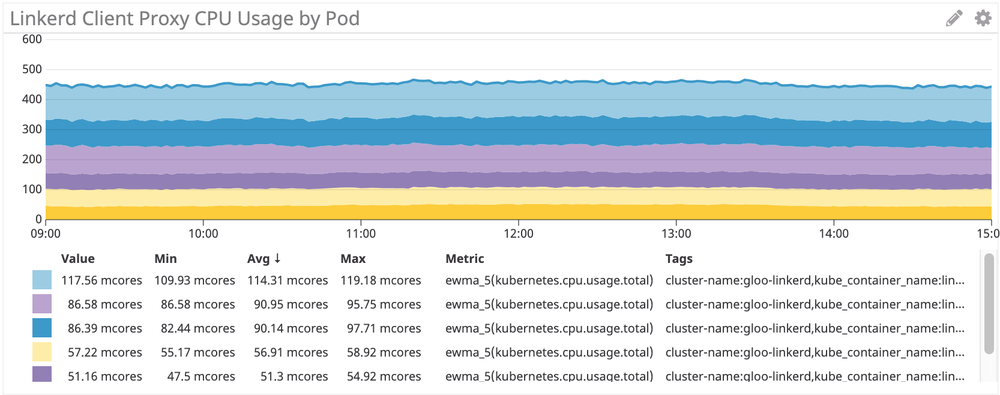 Linkerd Client Proxy CPU Usage by Pod
600
500
400
300
200
100
0
09:00 10:00 11:00 12:00 13:00 14:00 15:0
Value Min Avg ↓ Max Metric Tags
117.56 mcores 109.93 mcores 114.31 mcores 119.18 mcores ewma_5(kubernetes.cpu.usage.total) cluster-name:gloo-linkerd,kube_container_name:lin...
86.58 mcores 86.58 mcores 90.95 mcores 95.75 mcores ewma_5(kubernetes.cpu.usage.total) cluster-name:gloo-linkerd,kube_container_name:lin...
86.39 mcores 82.44 mcores 90.14 mcores 97.71 mcores ewma_5(kubernetes.cpu.usage.total) cluster-name:gloo-linkerd,kube_container_name:lin...
57.22 mcores 55.17 mcores 56.91 mcores 58.92 mcores ewma_5(kubernetes.cpu.usage.total) cluster-name:gloo-linkerd,kube_container_name:lin...
51.16 mcores 47.5 mcores 51.3 mcores 54.92 mcores ewma_5(kubernetes.cpu.usage.total) cluster-name:gloo-linkerd,kube_container_name:lin...